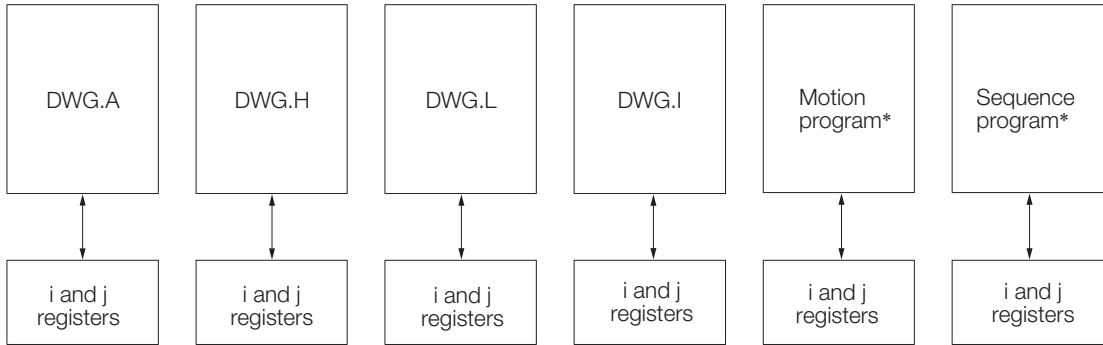 DWG.A
DWG.H
DWG.L
DWG.I
Motion
program*
Sequence
program*
i and j
registers
i and j
registers
i and j
registers
i and j
registers
i and j
registers
i and j
registers